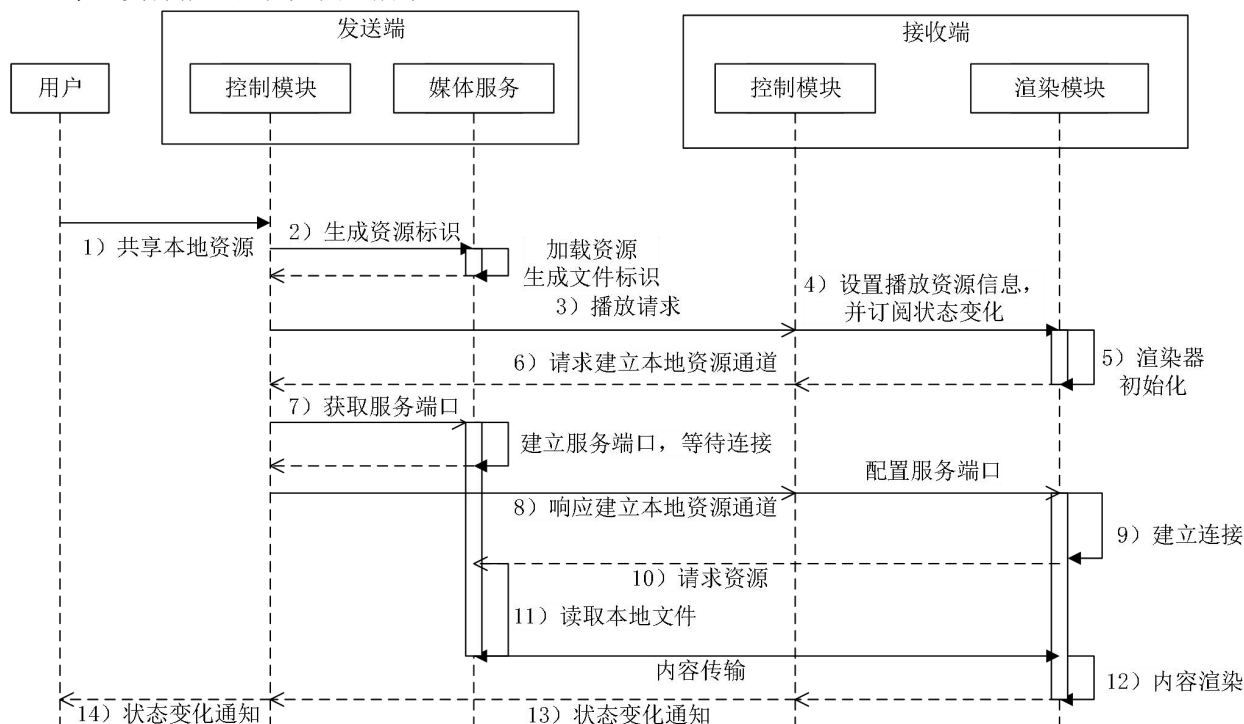 发送端
接收端
用户
控制模块
媒体服务
控制模块
渲染模块
1）共享本地资源
2）生成资源标识
加载资源
生成文件标识
3）播放请求
4）设置播放资源信息，
并订阅状态变化
5）渲染器
初始化
6）请求建立本地资源通道
7）获取服务端口
建立服务端口，等待连接
配置服务端口
8）响应建立本地资源通道
9）建立连接
10）请求资源
11）读取本地文件
内容传输
12）内容渲染
14）状态变化通知
13）状态变化通知